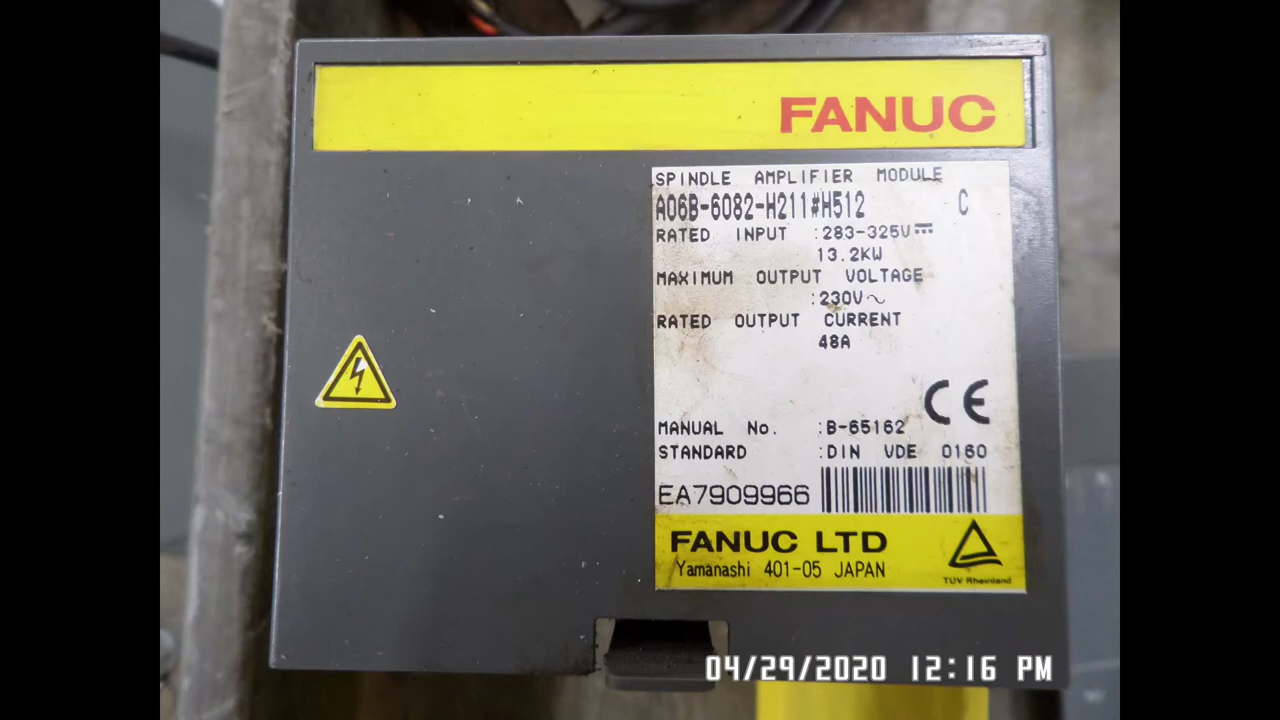 FANUC
SPINDLE AMPLIFIER MODULE
A06B-6082-H211#H512 C
RATED INPUT :283-325V⎓
13.2KW
MAXIMUM OUTPUT VOLTAGE
:230V~
RATED OUTPUT CURRENT
48A
CE
MANUAL No. :B-65162
STANDARD :DIN VDE 0160
EA7909966
FANUC LTD
Yamanashi 401-05 JAPAN
TUV Rheinland
04/29/2020 12:16 PM